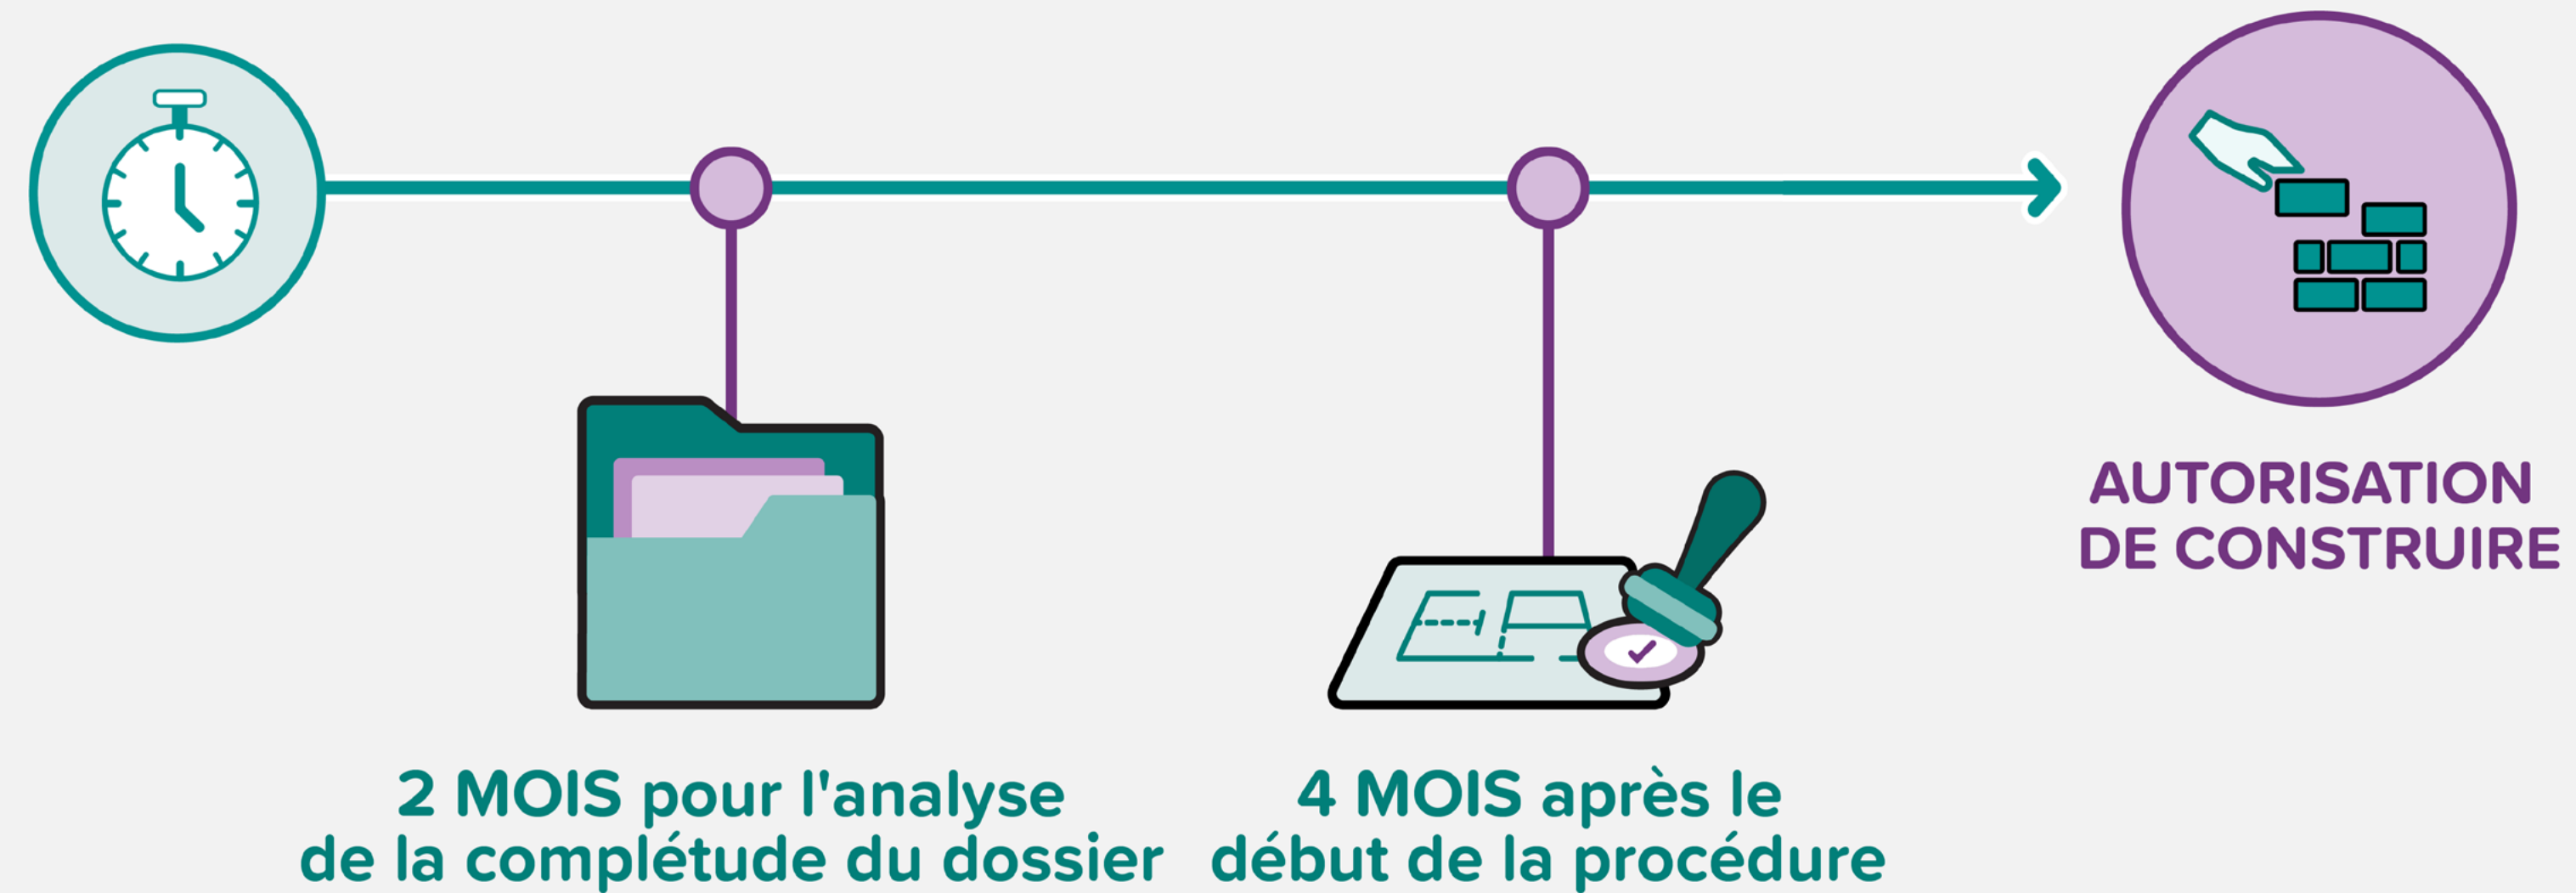 AUTORISATION
DE CONSTRUIRE
2 MOIS pour l'analyse
de la complétude du dossier
4 MOIS après le
début de la procédure